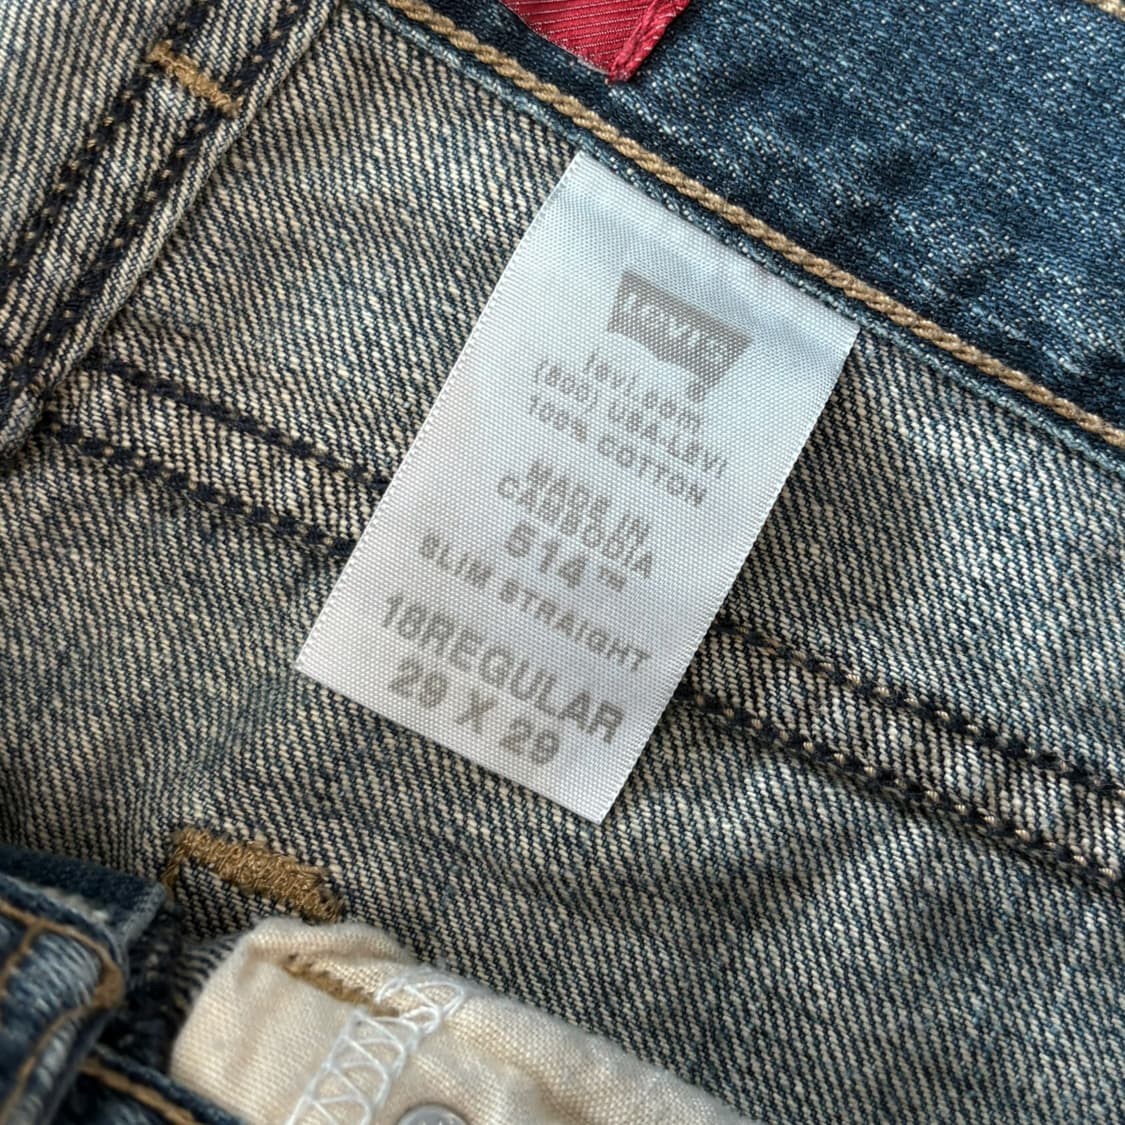 Levi's
levi.com
(800) USA-LEVI
100% COTTON
MADE IN
CAMBODIA
514™
SLIM STRAIGHT
18REGULAR
29 X 29